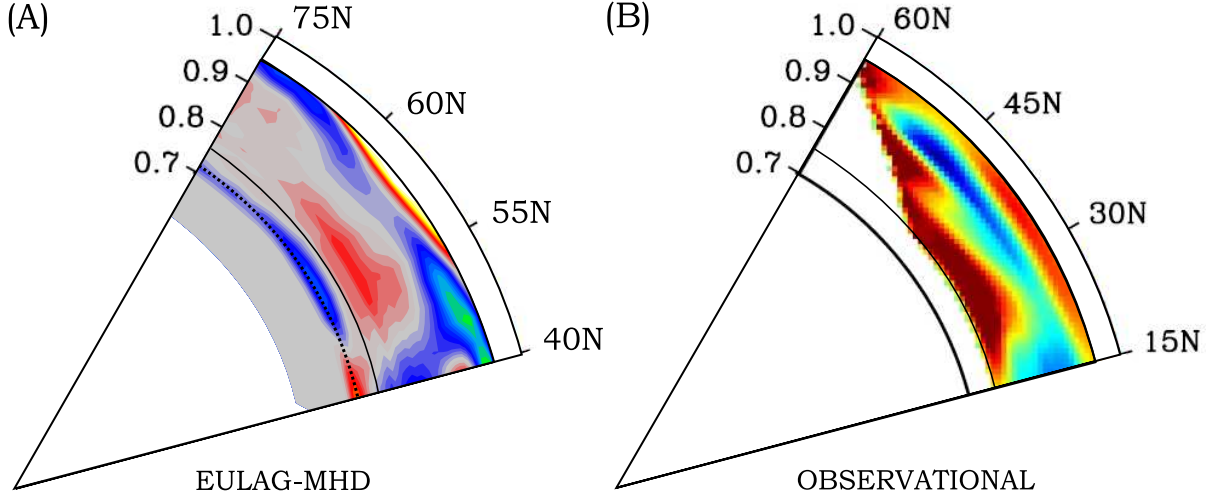 (A)
75N
1.0
0.9
60N
0.8
0.7
55N
40N
EULAG-MHD
(B)
60N
1.0
0.9
45N
0.8
0.7
30N
15N
OBSERVATIONAL